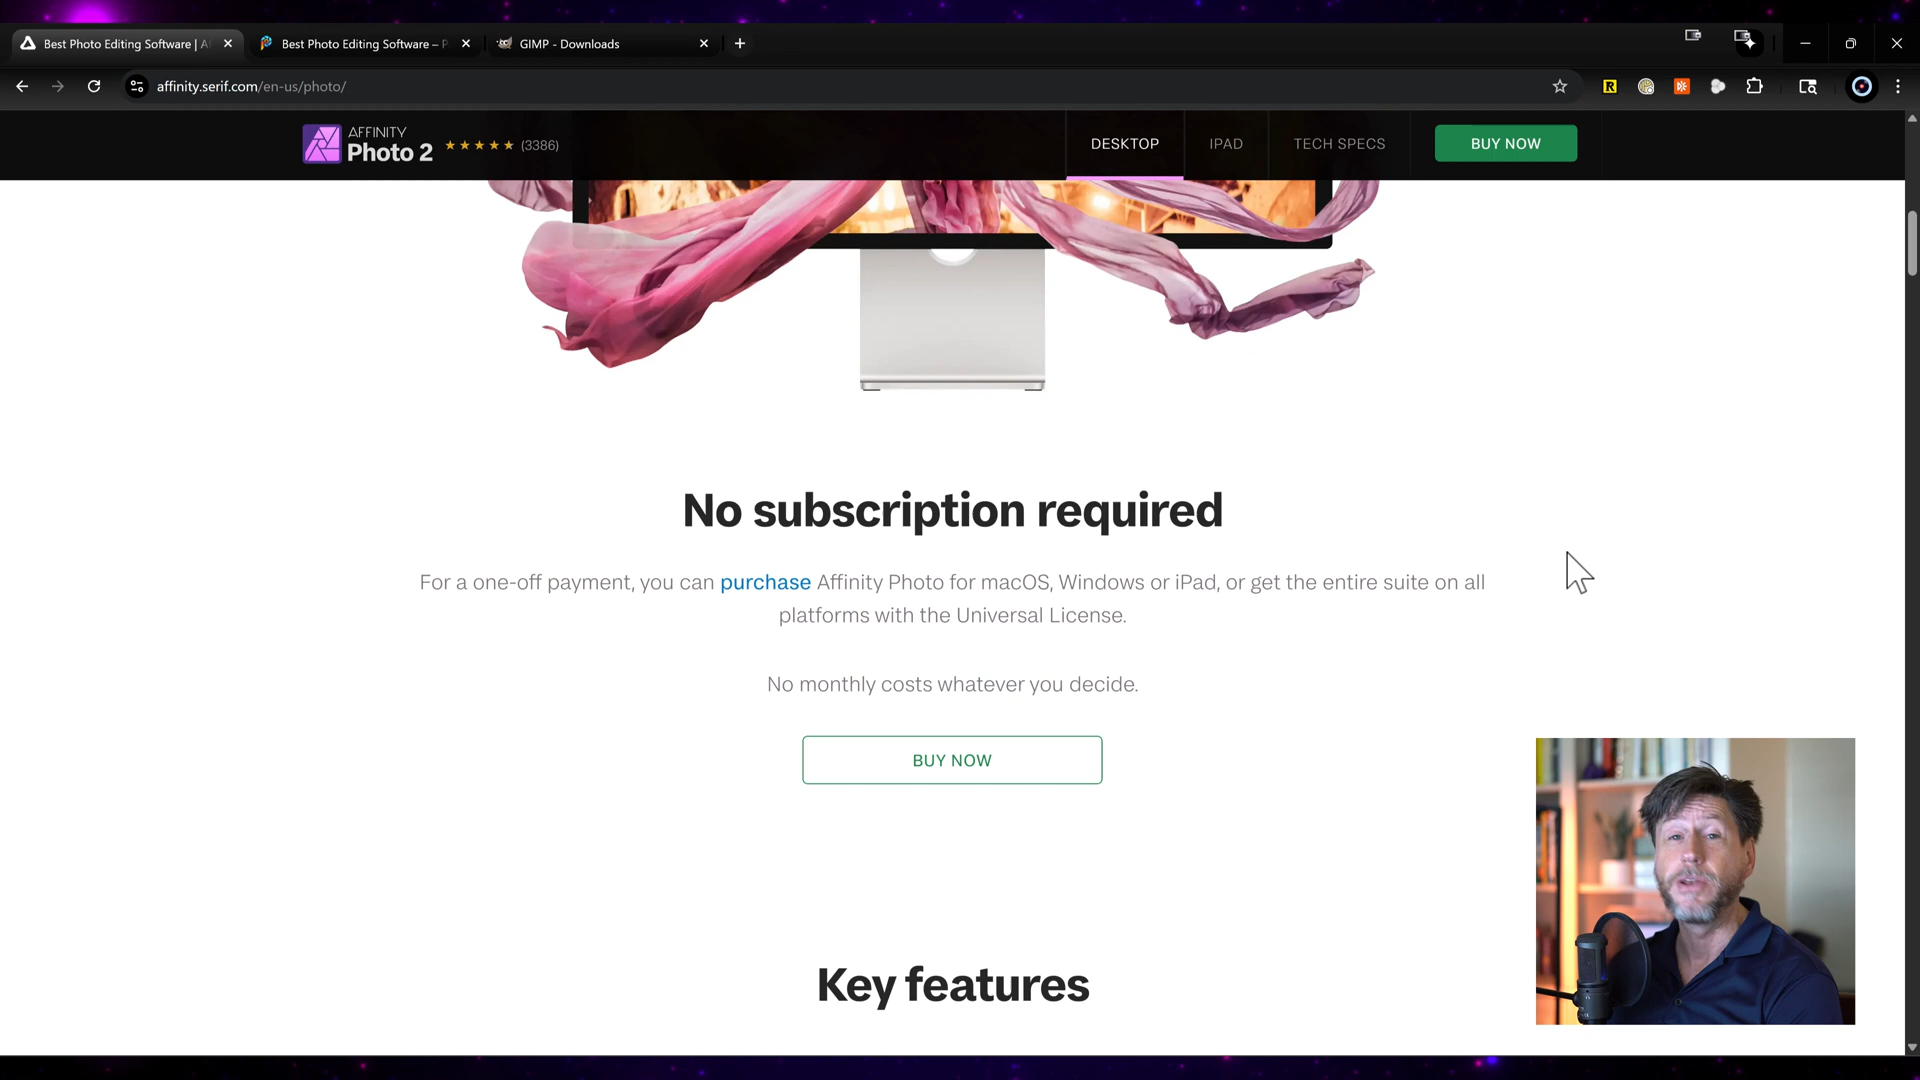 Best Photo Editing Software | A
Best Photo Editing Software – P
GIMP - Downloads
affinity.serif.com/en-us/photo/
AFFINITY
Photo 2
(3386)
DESKTOP
IPAD
TECH SPECS
BUY NOW
No subscription required
For a one-off payment, you can purchase Affinity Photo for macOS, Windows or iPad, or get the entire suite on all
platforms with the Universal License.
No monthly costs whatever you decide.
BUY NOW
Key features